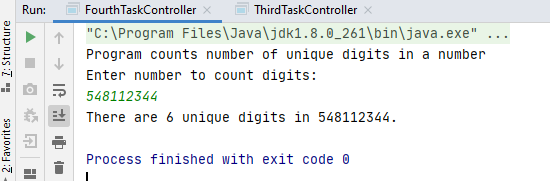 Run: FourthTaskController × ThirdTaskController ×
"C:\Program Files\Java\jdk1.8.0_261\bin\java.exe" ...
Program counts number of unique digits in a number
Enter number to count digits:
548112344
There are 6 unique digits in 548112344.
Process finished with exit code 0
7: Structure
2: Favorites